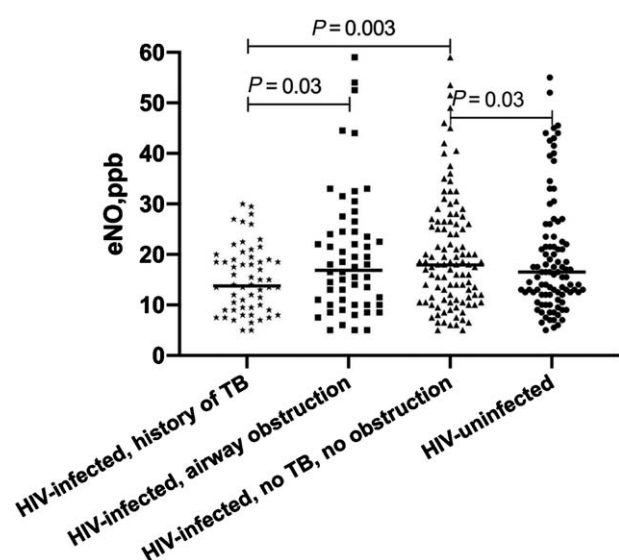 P = 0.003
P = 0.03
P = 0.03
60
50
40
30
20
10
0
eNO,ppb
HIV-infected, history of TB
HIV-infected, airway obstruction
HIV-infected, no TB, no obstruction
HIV-uninfected